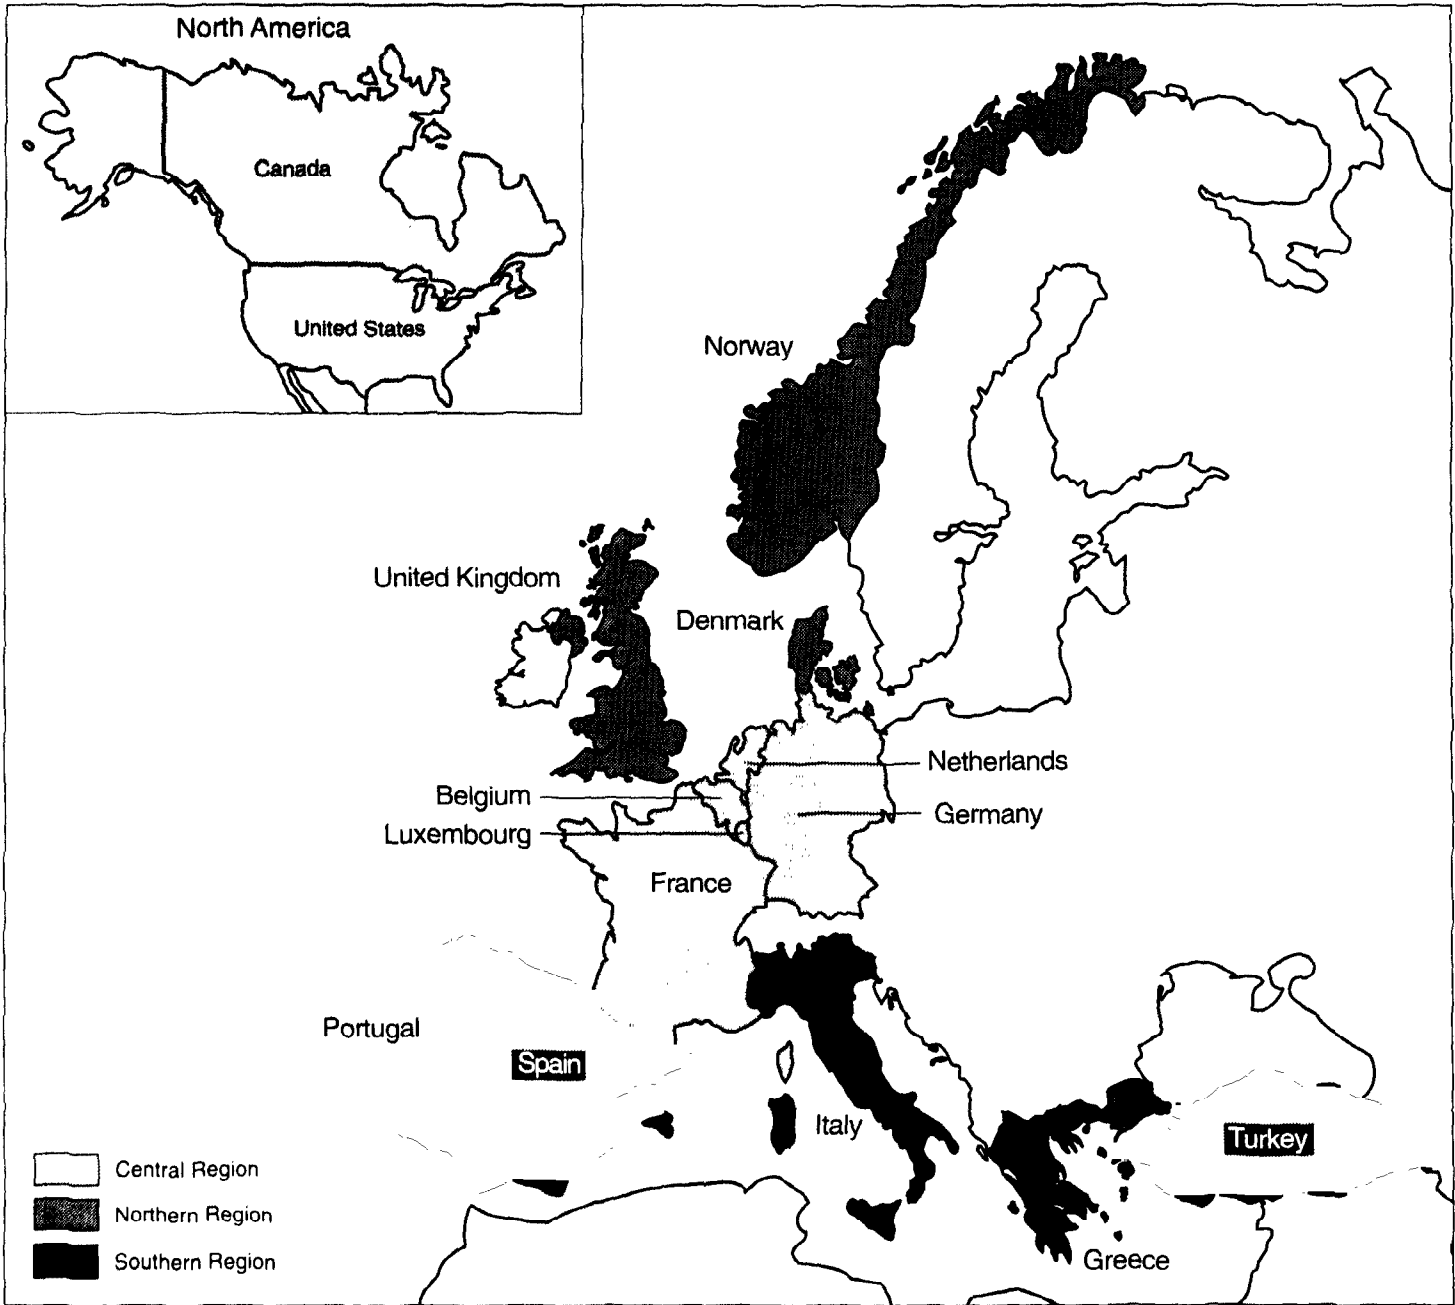 North America
Canada
United States
Norway
United Kingdom
Denmark
Netherlands
Belgium
Germany
Luxembourg
France
Portugal
Spain
Italy
Turkey
Central Region
Northern Region
Southern Region
Greece